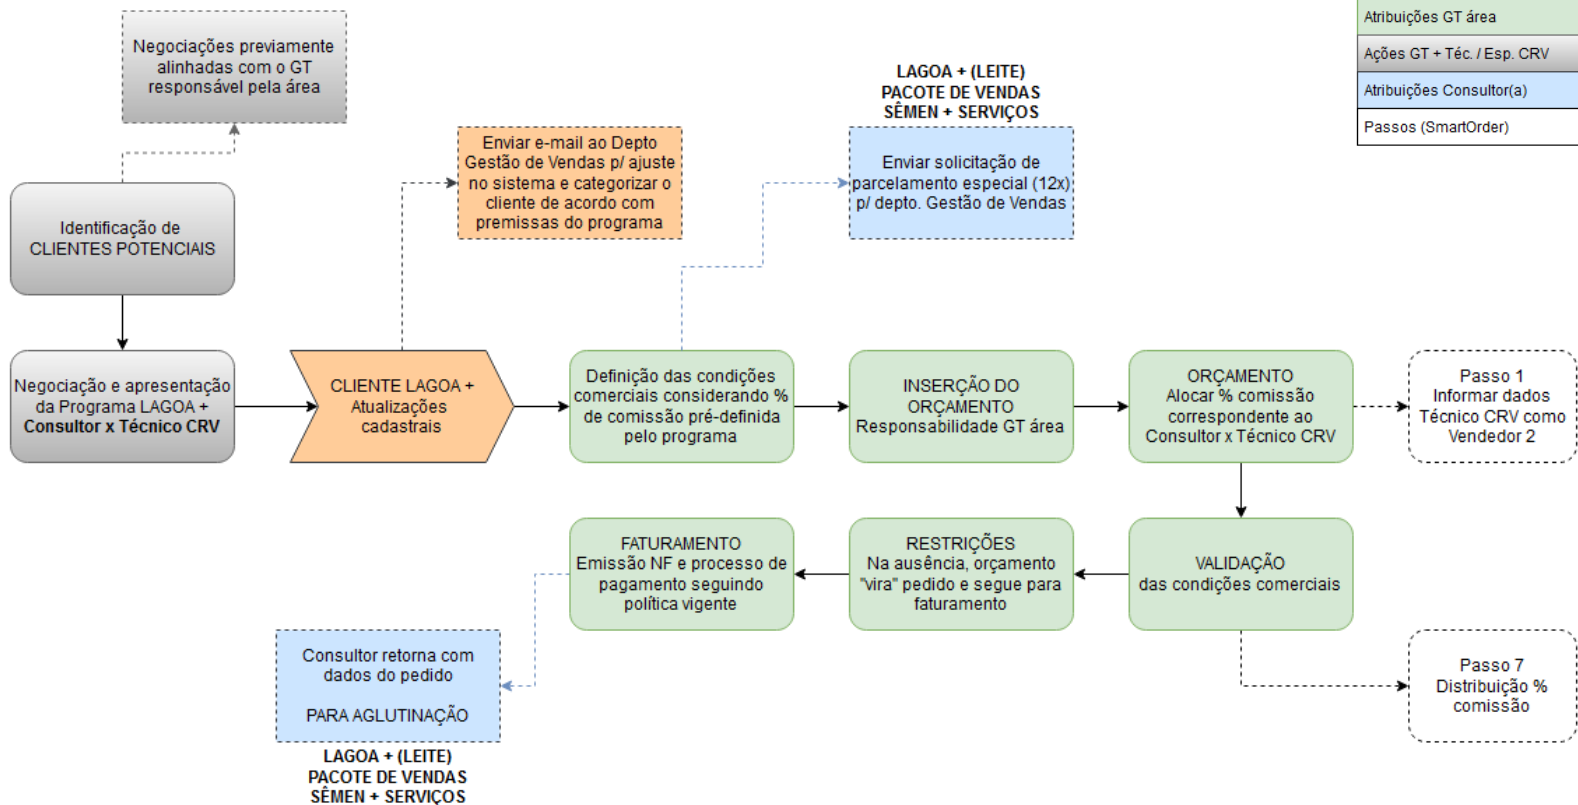 Atribuições GT área
Ações GT + Téc. / Esp. CRV
Atribuições Consultor(a)
Passos (SmartOrder)
Negociações previamente
alinhadas com o GT
responsável pela área
LAGOA + (LEITE)
PACOTE DE VENDAS
SÊMEN + SERVIÇOS
Enviar e-mail ao Depto
Gestão de Vendas p/ ajuste
no sistema e categorizar o
cliente de acordo com
premissas do programa
Enviar solicitação de
parcelamento especial (12x)
p/ depto. Gestão de Vendas
Identificação de
CLIENTES POTENCIAIS
Negociação e apresentação
da Programa LAGOA +
Consultor x Técnico CRV
CLIENTE LAGOA +
Atualizações
cadastrais
Definição das condições
comerciais considerando %
de comissão pré-definida
pelo programa
INSERÇÃO DO
ORÇAMENTO
Responsabilidade GT área
ORÇAMENTO
Alocar % comissão
correspondente ao
Consultor x Técnico CRV
Passo 1
Informar dados
Técnico CRV como
Vendedor 2
FATURAMENTO
Emissão NF e processo de
pagamento seguindo
política vigente
RESTRIÇÕES
Na ausência, orçamento
"vira" pedido e segue para
faturamento
VALIDAÇÃO
das condições comerciais
Consultor retorna com
dados do pedido
PARA AGLUTINAÇÃO
Passo 7
Distribuição %
comissão
LAGOA + (LEITE)
PACOTE DE VENDAS
SÊMEN + SERVIÇOS